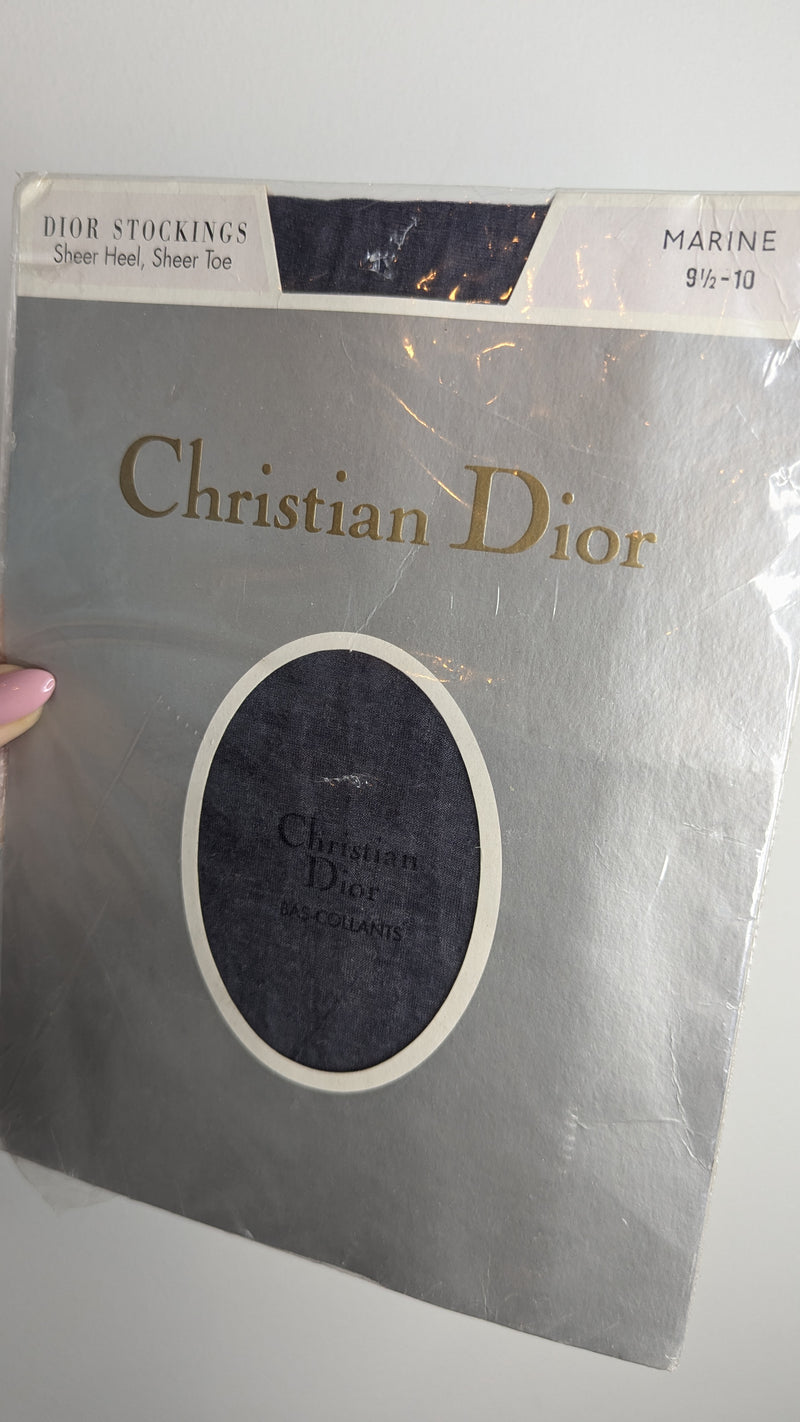 DIOR STOCKINGS
Sheer Heel, Sheer Toe
MARINE
9½-10
Christian Dior
Christian
Dior
BAS-COLLANTS®